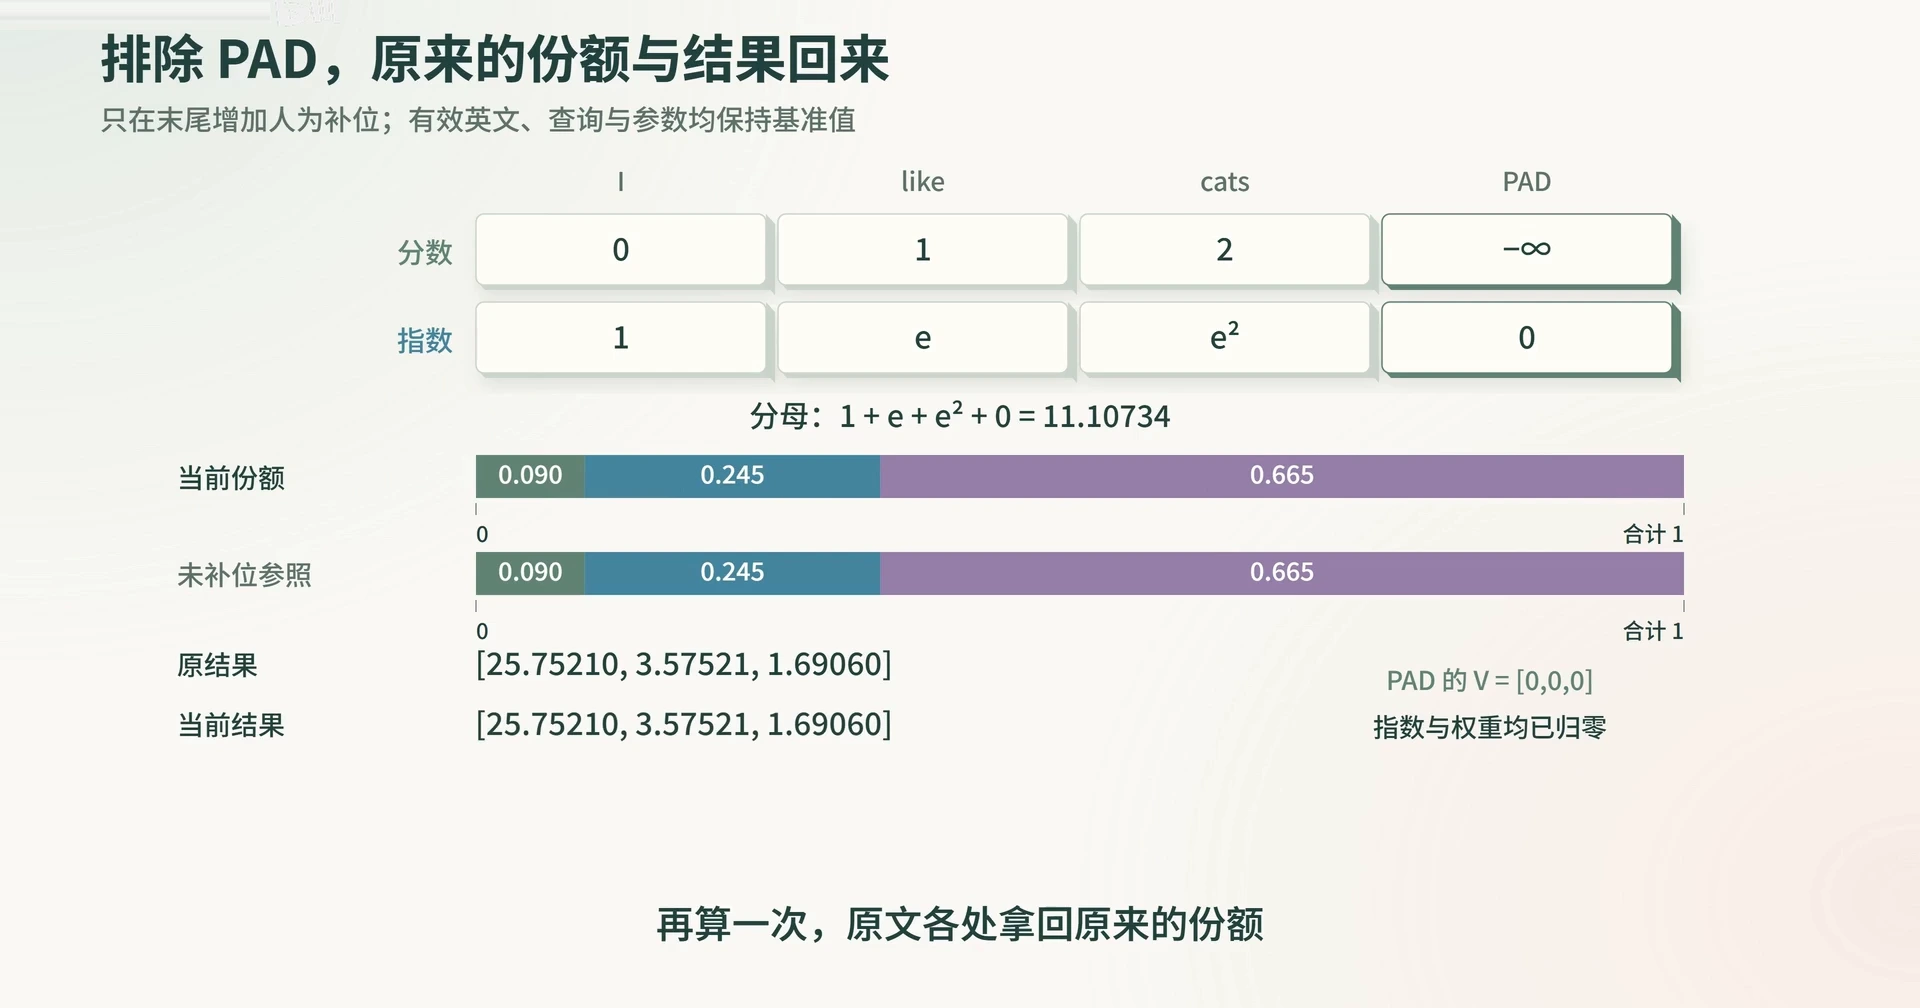 排除 PAD，原来的份额与结果回来
只在末尾增加人为补位；有效英文、查询与参数均保持基准值
I like cats PAD
分数 0 1 2 −∞
指数 1 e e² 0
分母：1 + e + e² + 0 = 11.10734
当前份额 0.090 0.245 0.665
0 合计 1
未补位参照 0.090 0.245 0.665
0 合计 1
原结果 [25.75210, 3.57521, 1.69060]
PAD 的 V = [0,0,0]
当前结果 [25.75210, 3.57521, 1.69060]
指数与权重均已归零
再算一次，原文各处拿回原来的份额